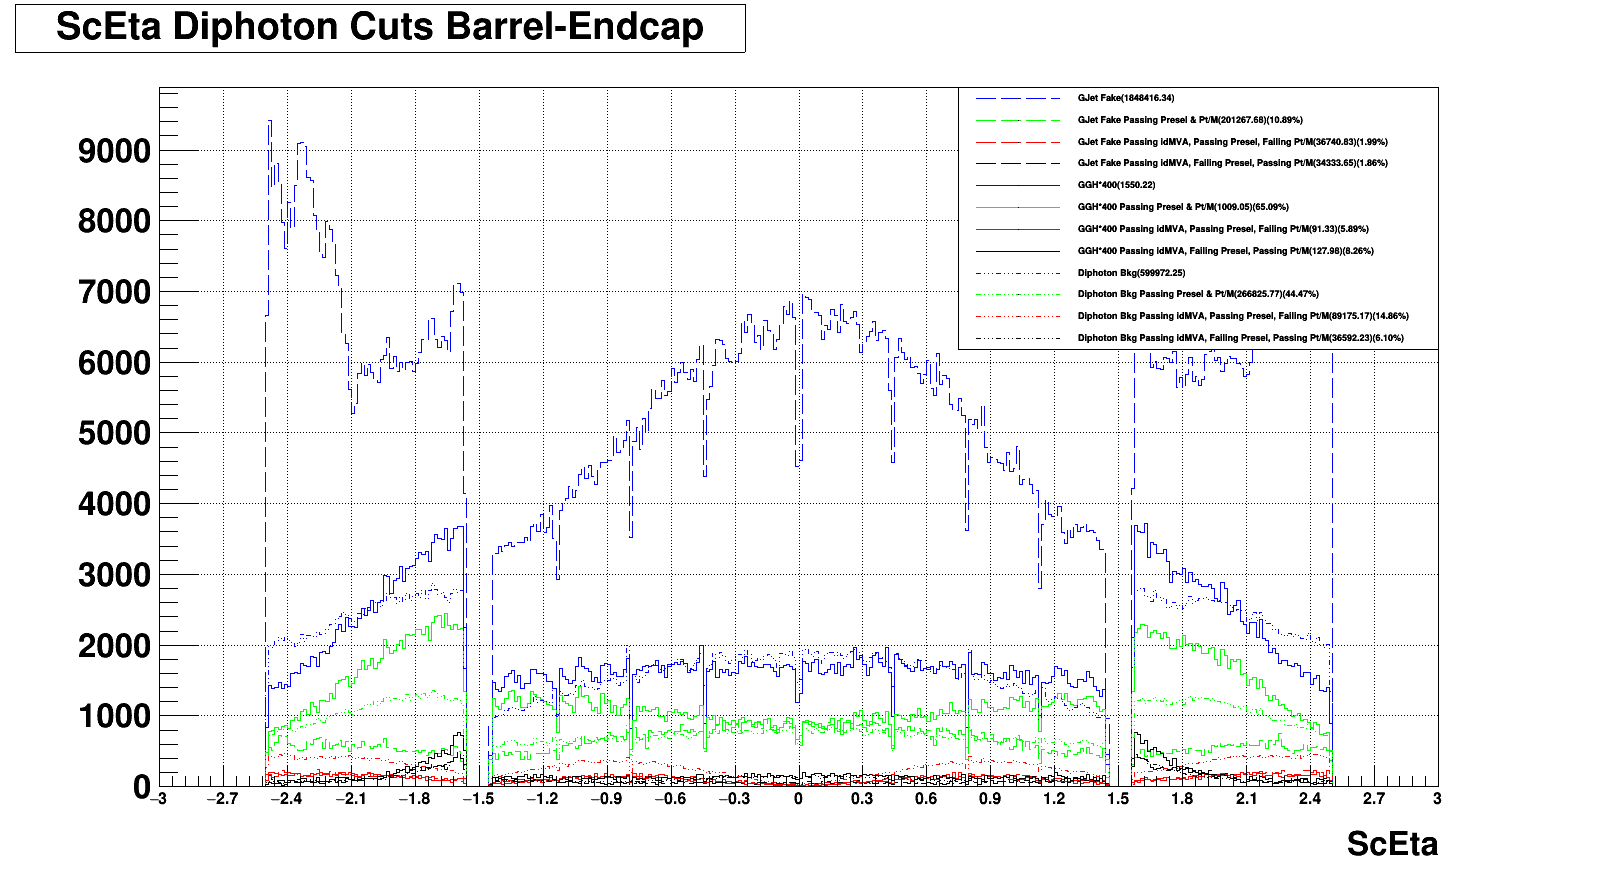 ScEta Diphoton Cuts Barrel-Endcap
GJet Fake(1848416.34)
GJet Fake Passing Presel & Pt/M(201267.68)(10.89%)
GJet Fake Passing idMVA, Passing Presel, Failing Pt/M(36740.83)(1.99%)
GJet Fake Passing idMVA, Failing Presel, Passing Pt/M(34333.65)(1.86%)
GGH*400(1550.22)
GGH*400 Passing Presel & Pt/M(1009.05)(65.09%)
GGH*400 Passing idMVA, Passing Presel, Failing Pt/M(91.33)(5.89%)
GGH*400 Passing idMVA, Failing Presel, Passing Pt/M(127.98)(8.26%)
Diphoton Bkg(599972.25)
Diphoton Bkg Passing Presel & Pt/M(266825.77)(44.47%)
Diphoton Bkg Passing idMVA, Passing Presel, Failing Pt/M(89175.17)(14.86%)
Diphoton Bkg Passing idMVA, Failing Presel, Passing Pt/M(36592.23)(6.10%)
9000
8000
7000
6000
5000
4000
3000
2000
1000
0
−3 −2.7 −2.4 −2.1 −1.8 −1.5 −1.2 −0.9 −0.6 −0.3 0 0.3 0.6 0.9 1.2 1.5 1.8 2.1 2.4 2.7 3
ScEta